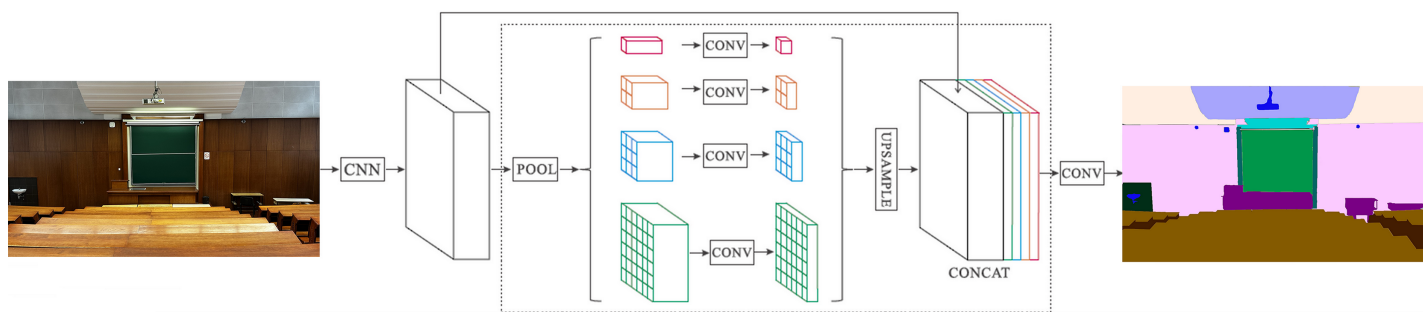 CNN
POOL
CONV
CONV
CONV
CONV
UPSAMPLE
CONCAT
CONV